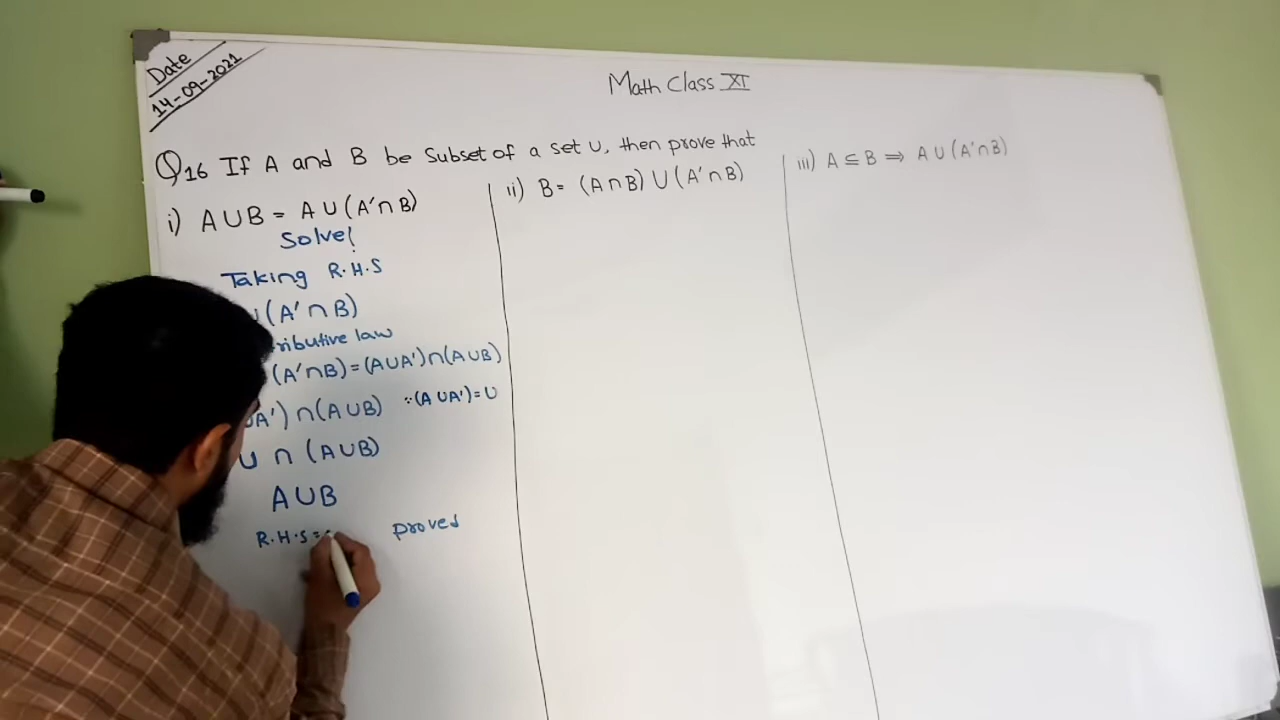 Date
14-09-2021
Math Class XI
Q16 If A and B be Subset of a set U, then prove that
i) A∪B = A∪(A′∩B)
Solve!
Taking R.H.S
∪(A′∩B)
law
(A′∩B)=(A∪A′)∩(A∪B)
∪A′)∩(A∪B) ∵(A∪A′)=U
U ∩ (A∪B)
A∪B
R.H.S= proved
ii) B= (A∩B)∪(A′∩B)
iii) A⊆B ⇒ A∪(A′∩B)